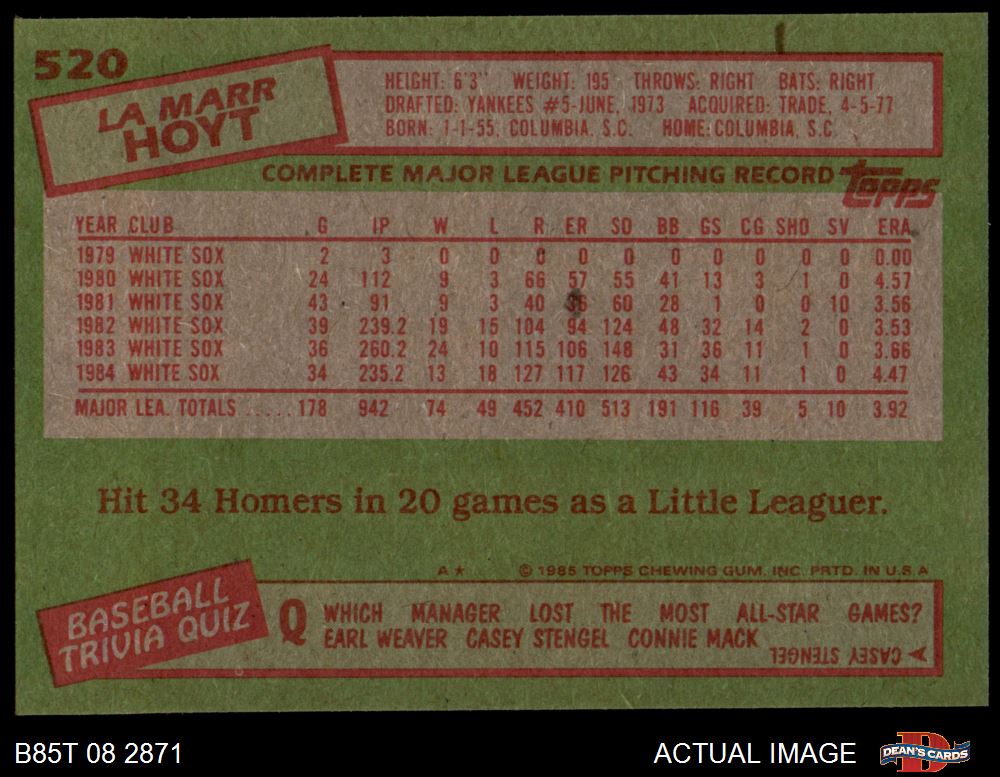 520
LA MARR
HOYT
HEIGHT: 6'3" WEIGHT: 195 THROWS: RIGHT BATS: RIGHT
DRAFTED: YANKEES #5-JUNE, 1973 ACQUIRED: TRADE, 4-5-77
BORN: 1-1-55, COLUMBIA, S.C. HOME: COLUMBIA, S.C.
COMPLETE MAJOR LEAGUE PITCHING RECORD
topps
YEAR CLUB G IP W L R ER SO BB GS CG SHO SV ERA
1979 WHITE SOX 2 3 0 0 0 0 0 0 0 0 0 0 0.00
1980 WHITE SOX 24 112 9 3 66 57 55 41 13 3 1 0 4.57
1981 WHITE SOX 43 91 9 3 40 36 60 28 1 0 0 10 3.56
1982 WHITE SOX 39 239.2 19 15 104 94 124 48 32 14 2 0 3.53
1983 WHITE SOX 36 260.2 24 10 115 106 148 31 36 11 1 0 3.66
1984 WHITE SOX 34 235.2 13 18 127 117 126 43 34 11 1 0 4.47
MAJOR LEA. TOTALS ..... 178 942 74 49 452 410 513 191 116 39 5 10 3.92
Hit 34 Homers in 20 games as a Little Leaguer.
A★ © 1985 TOPPS CHEWING GUM, INC. PRTD. IN U.S.A
BASEBALL
TRIVIA QUIZ
Q WHICH MANAGER LOST THE MOST ALL-STAR GAMES?
EARL WEAVER CASEY STENGEL CONNIE MACK
➤ CASEY STENGEL
B85T 08 2871
ACTUAL IMAGE
DEAN'S CARDS